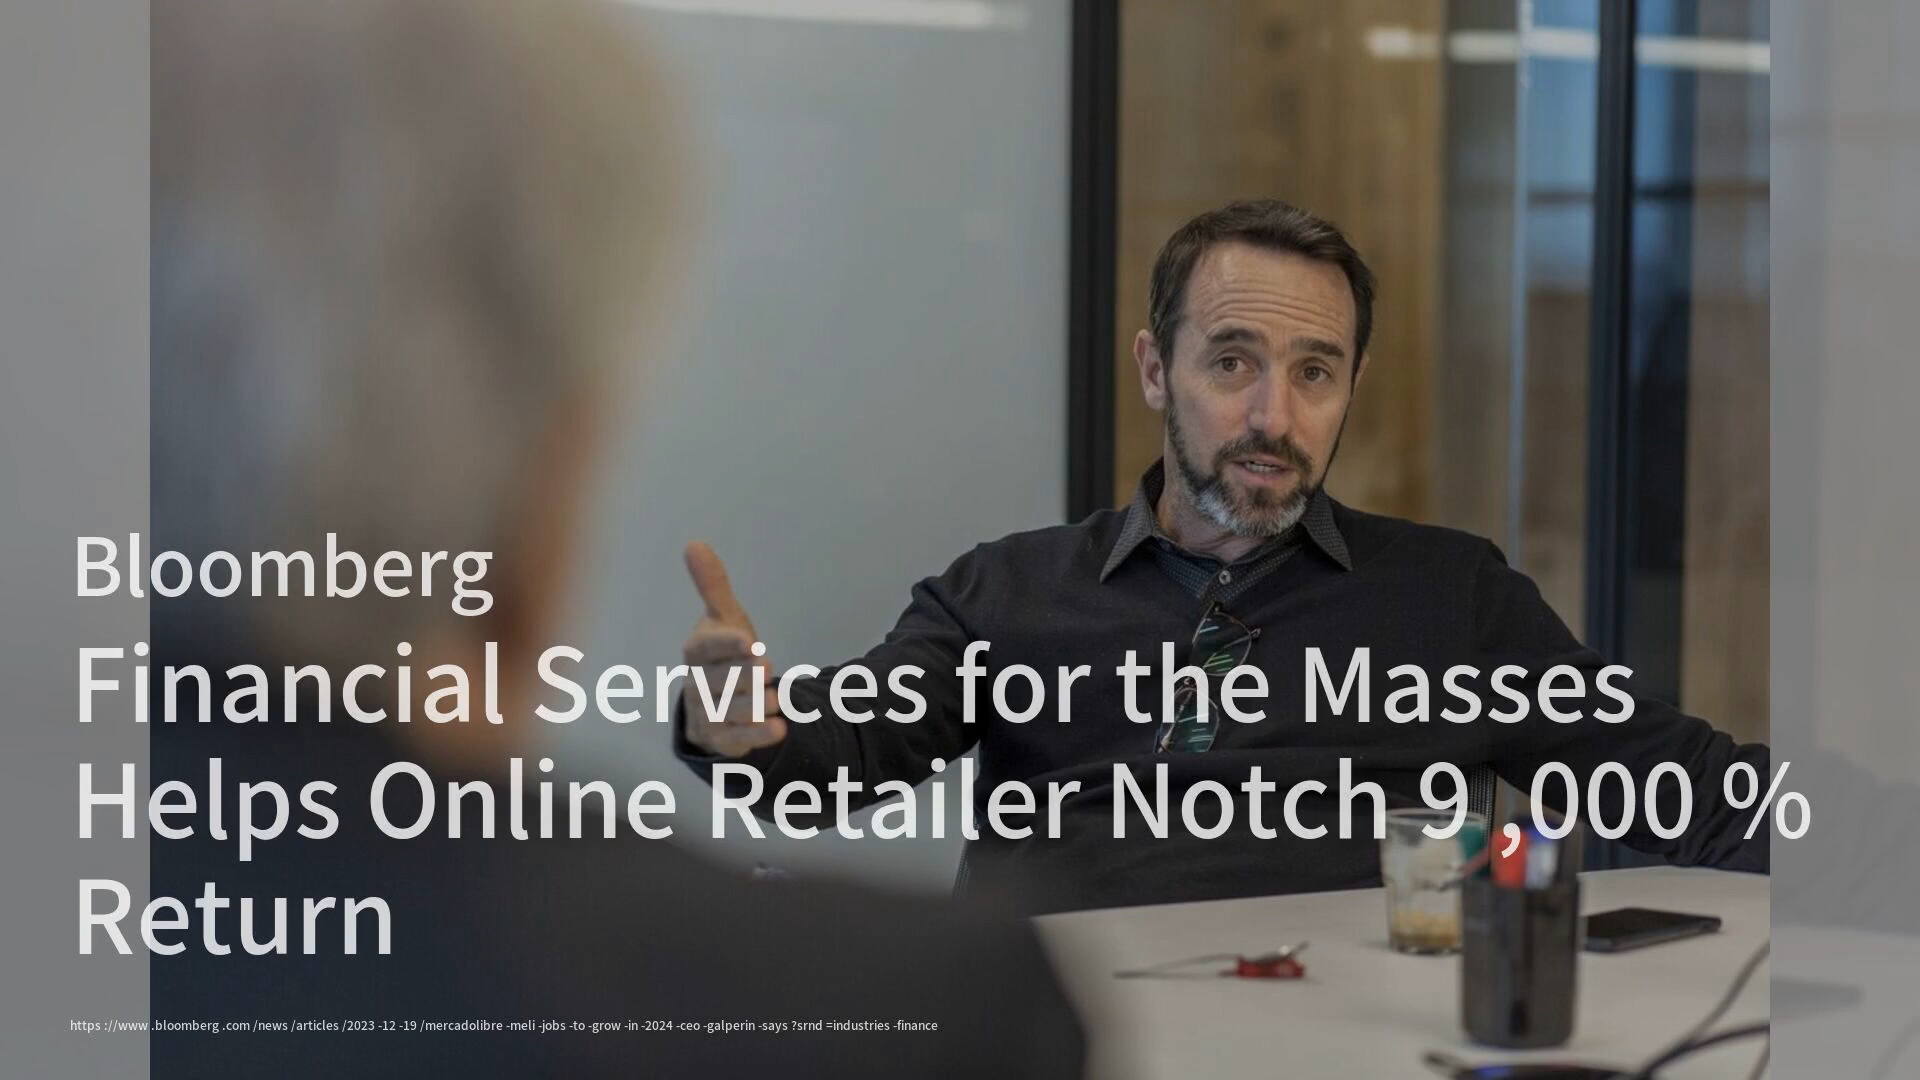 Bloomberg
Financial Services for the Masses
Helps Online Retailer Notch 9 ,000 %
Return
https ://www .bloomberg .com /news /articles /2023 -12 -19 /mercadolibre -meli -jobs -to -grow -in -2024 -ceo -galperin -says ?srnd =industries -finance